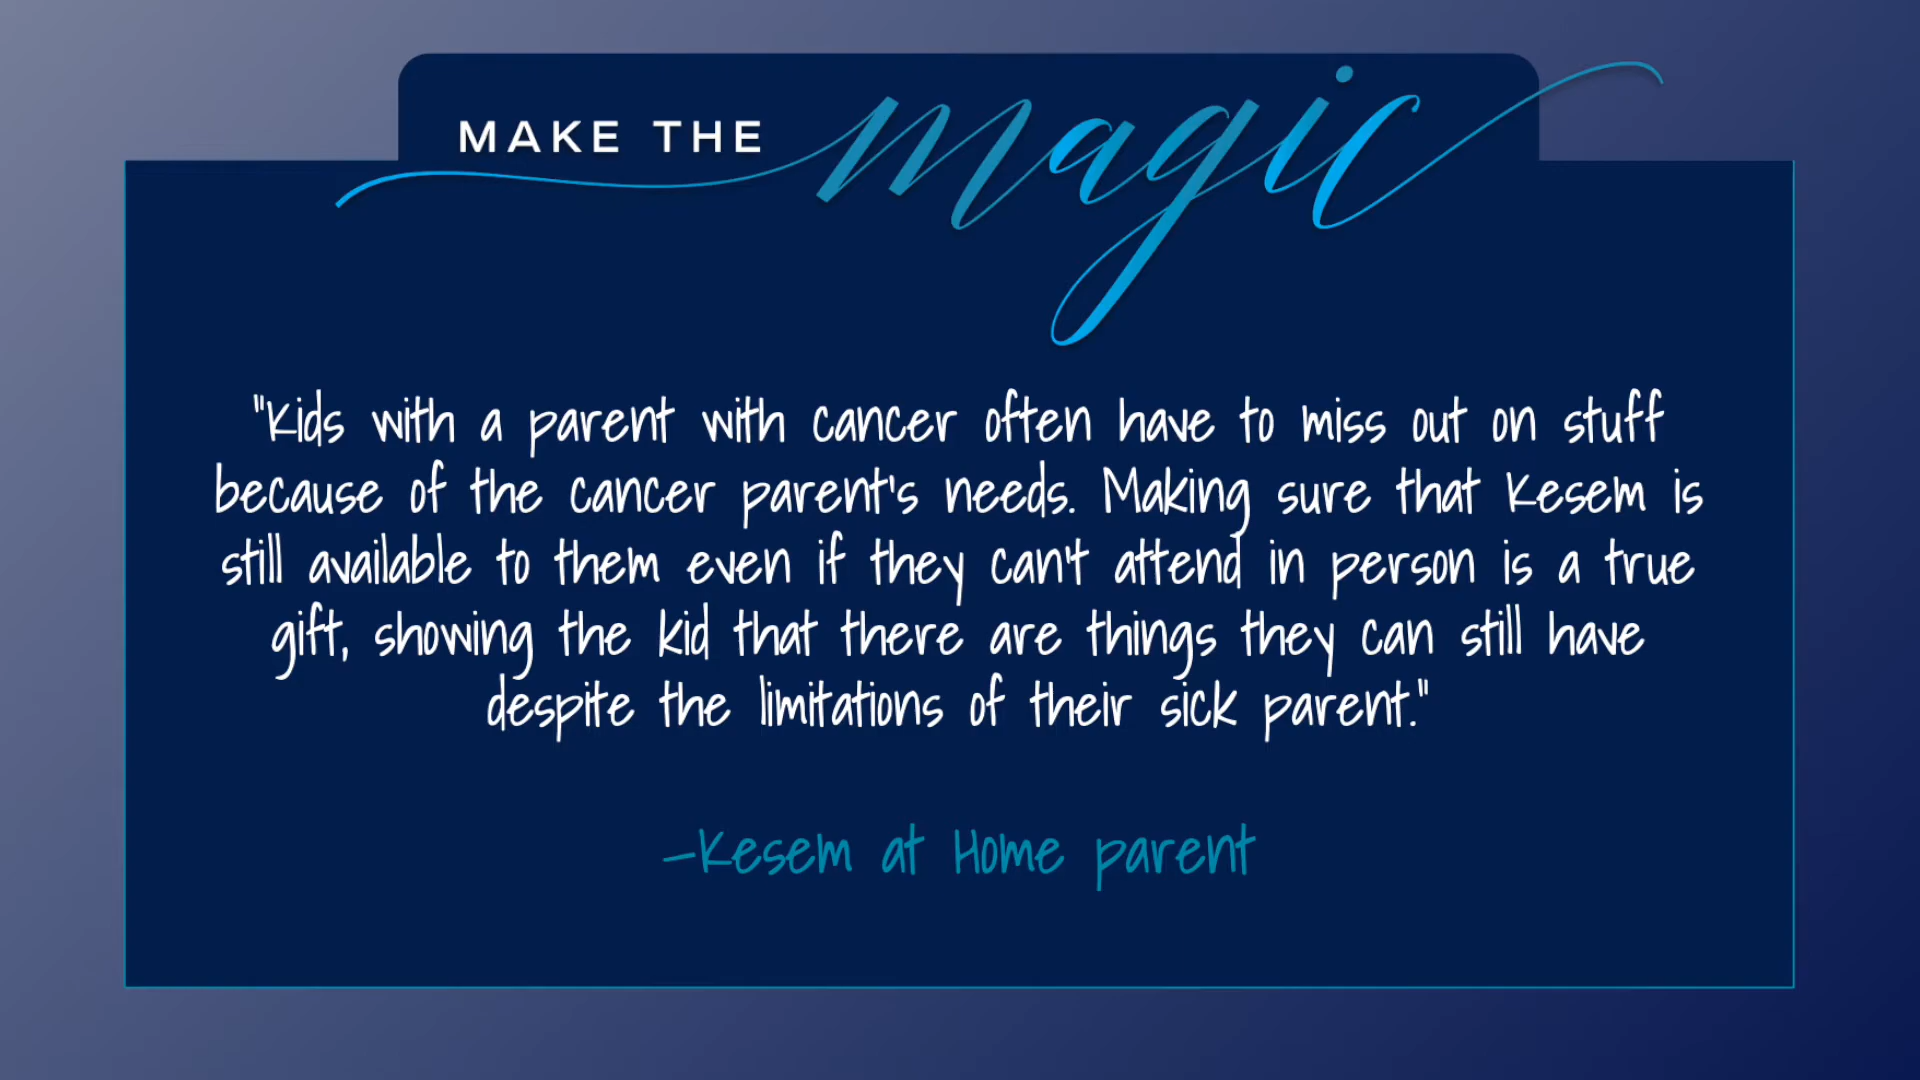 MAKE THE magic
"Kids with a parent with cancer often have to miss out on stuff
because of the cancer parent's needs. Making sure that Kesem is
still available to them even if they can't attend in person is a true
gift, showing the kid that there are things they can still have
despite the limitations of their sick parent."
–Kesem at Home parent